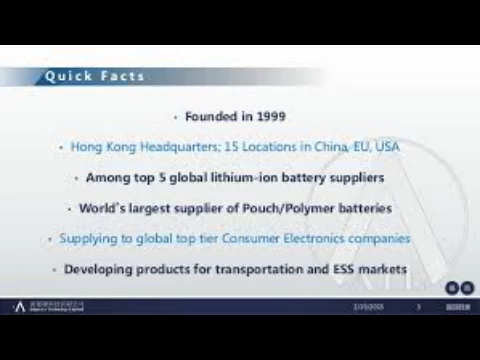 Quick Facts
• Founded in 1999
• Hong Kong Headquarters; 15 Locations in China, EU, USA
• Among top 5 global lithium-ion battery suppliers
• World's largest supplier of Pouch/Polymer batteries
• Supplying to global top tier Consumer Electronics companies
• Developing products for transportation and ESS markets
3